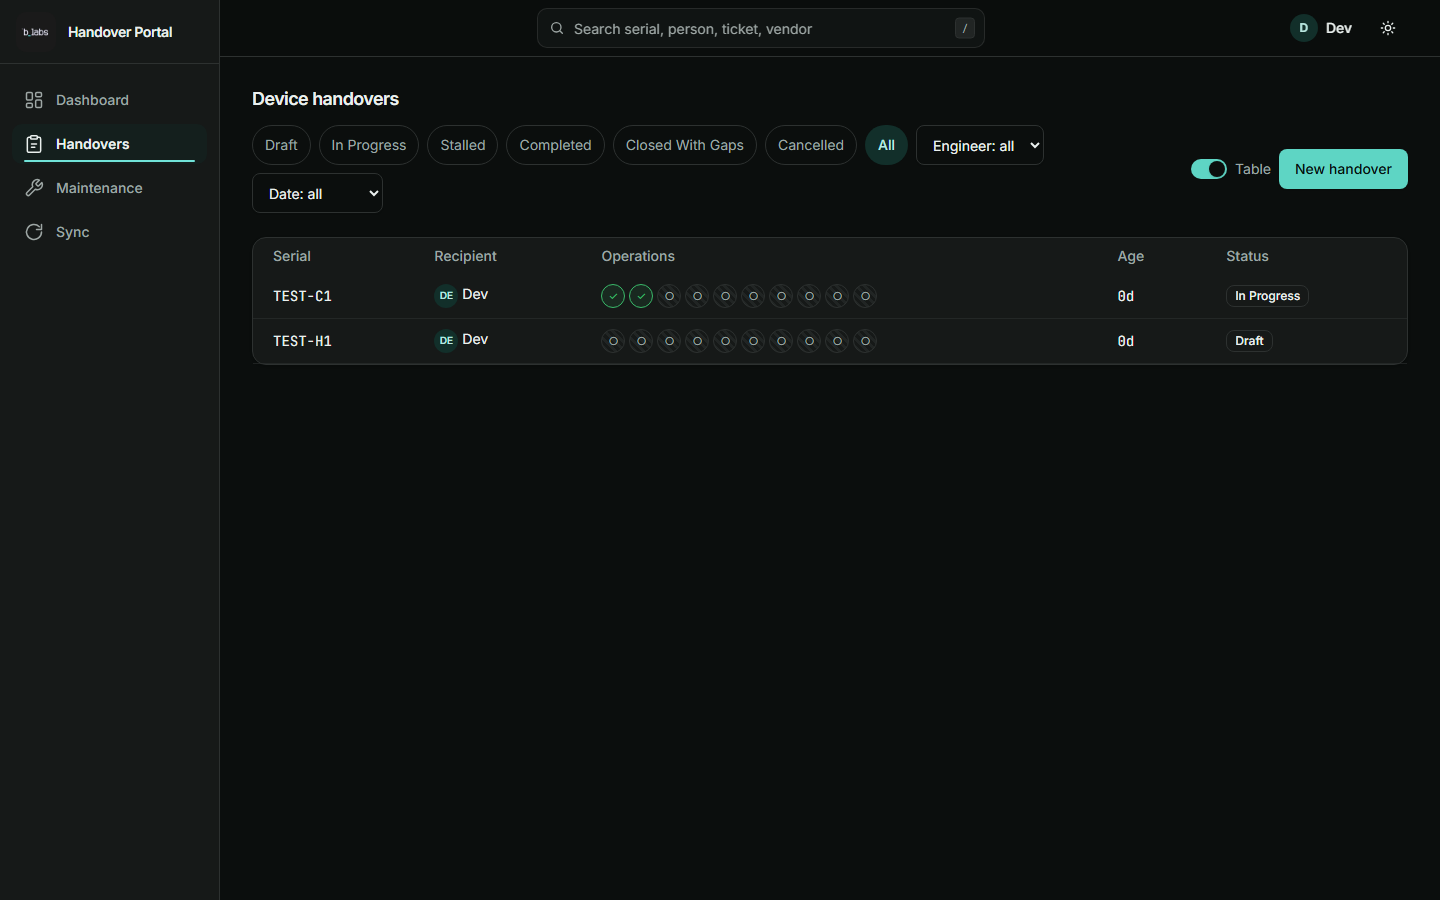 b_labs Handover Portal
Search serial, person, ticket, vendor /
D Dev
Dashboard
Handovers
Maintenance
Sync
Device handovers
Draft In Progress Stalled Completed Closed With Gaps Cancelled All Engineer: all
Date: all
Table New handover
Serial Recipient Operations Age Status
TEST-C1 DE Dev 0d In Progress
TEST-H1 DE Dev 0d Draft